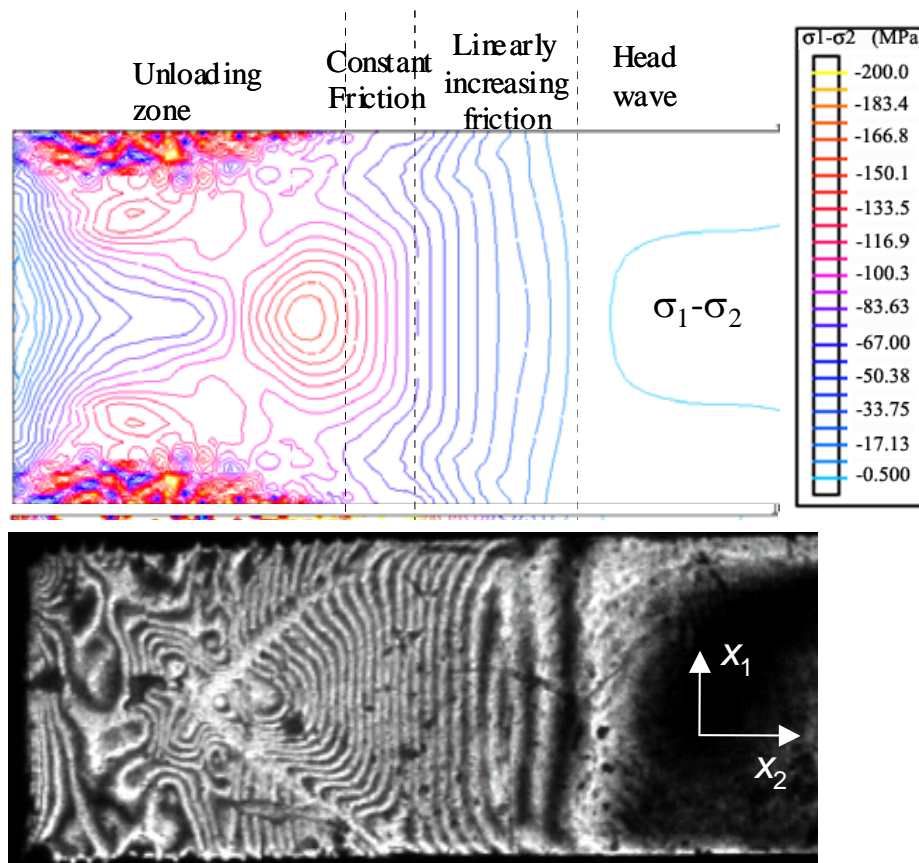 Unloading
zone
Constant
Friction
Linearly
increasing
friction
Head
wave
σ1-σ2 (MPa
-200.0
-183.4
-166.8
-150.1
-133.5
-116.9
-100.3
-83.63
-67.00
-50.38
-33.75
-17.13
-0.500
σ₁-σ₂
x₁
x₂